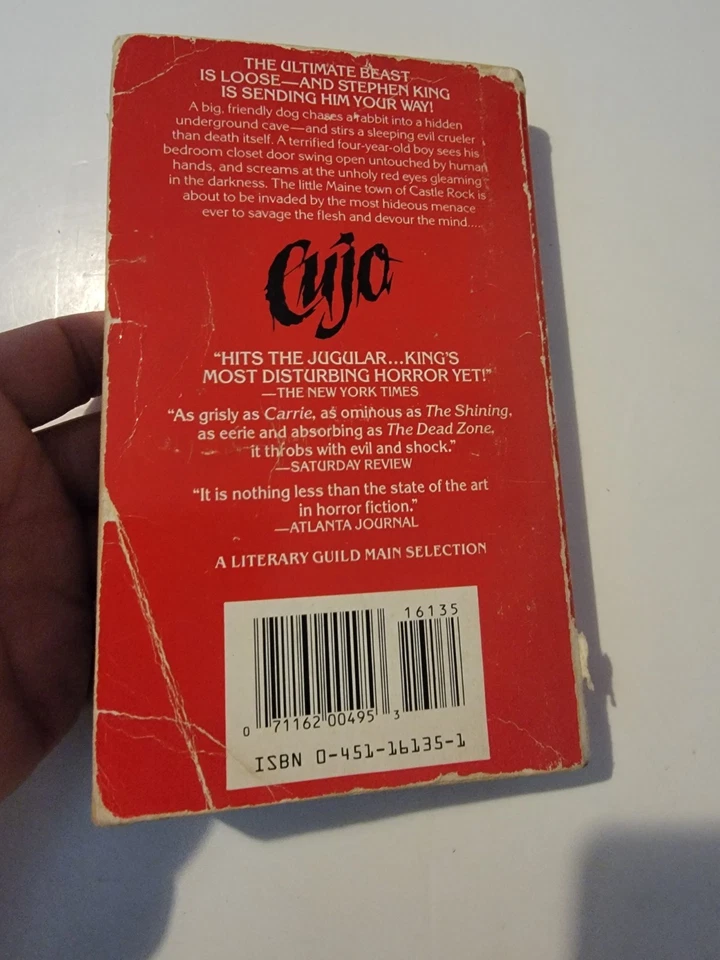 THE ULTIMATE BEAST
IS LOOSE—AND STEPHEN KING
IS SENDING HIM YOUR WAY!
A big, friendly dog chases a rabbit into a hidden
underground cave—and stirs a sleeping evil crueler
than death itself. A terrified four-year-old boy sees his
bedroom closet door swing open untouched by human
hands, and screams at the unholy red eyes gleaming
in the darkness. The little Maine town of Castle Rock is
about to be invaded by the most hideous menace
ever to savage the flesh and devour the mind....
Cujo
"HITS THE JUGULAR...KING'S
MOST DISTURBING HORROR YET!"
—THE NEW YORK TIMES
"As grisly as Carrie, as ominous as The Shining,
as eerie and absorbing as The Dead Zone,
it throbs with evil and shock."
—SATURDAY REVIEW
"It is nothing less than the state of the art
in horror fiction."
—ATLANTA JOURNAL
A LITERARY GUILD MAIN SELECTION
16135
0 71162 00495 3
ISBN 0-451-16135-1